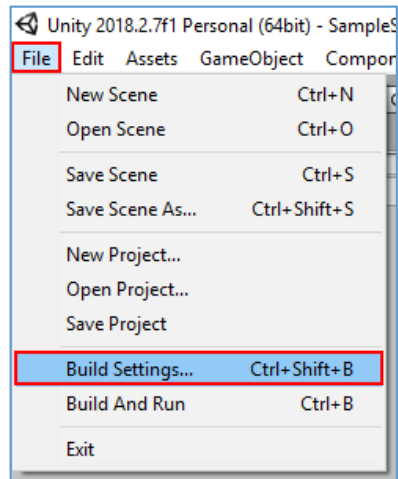 Unity 2018.2.7f1 Personal (64bit) - Sample
File Edit Assets GameObject Compor
New Scene Ctrl+N
Open Scene Ctrl+O
Save Scene Ctrl+S
Save Scene As... Ctrl+Shift+S
New Project...
Open Project...
Save Project
Build Settings... Ctrl+Shift+B
Build And Run Ctrl+B
Exit